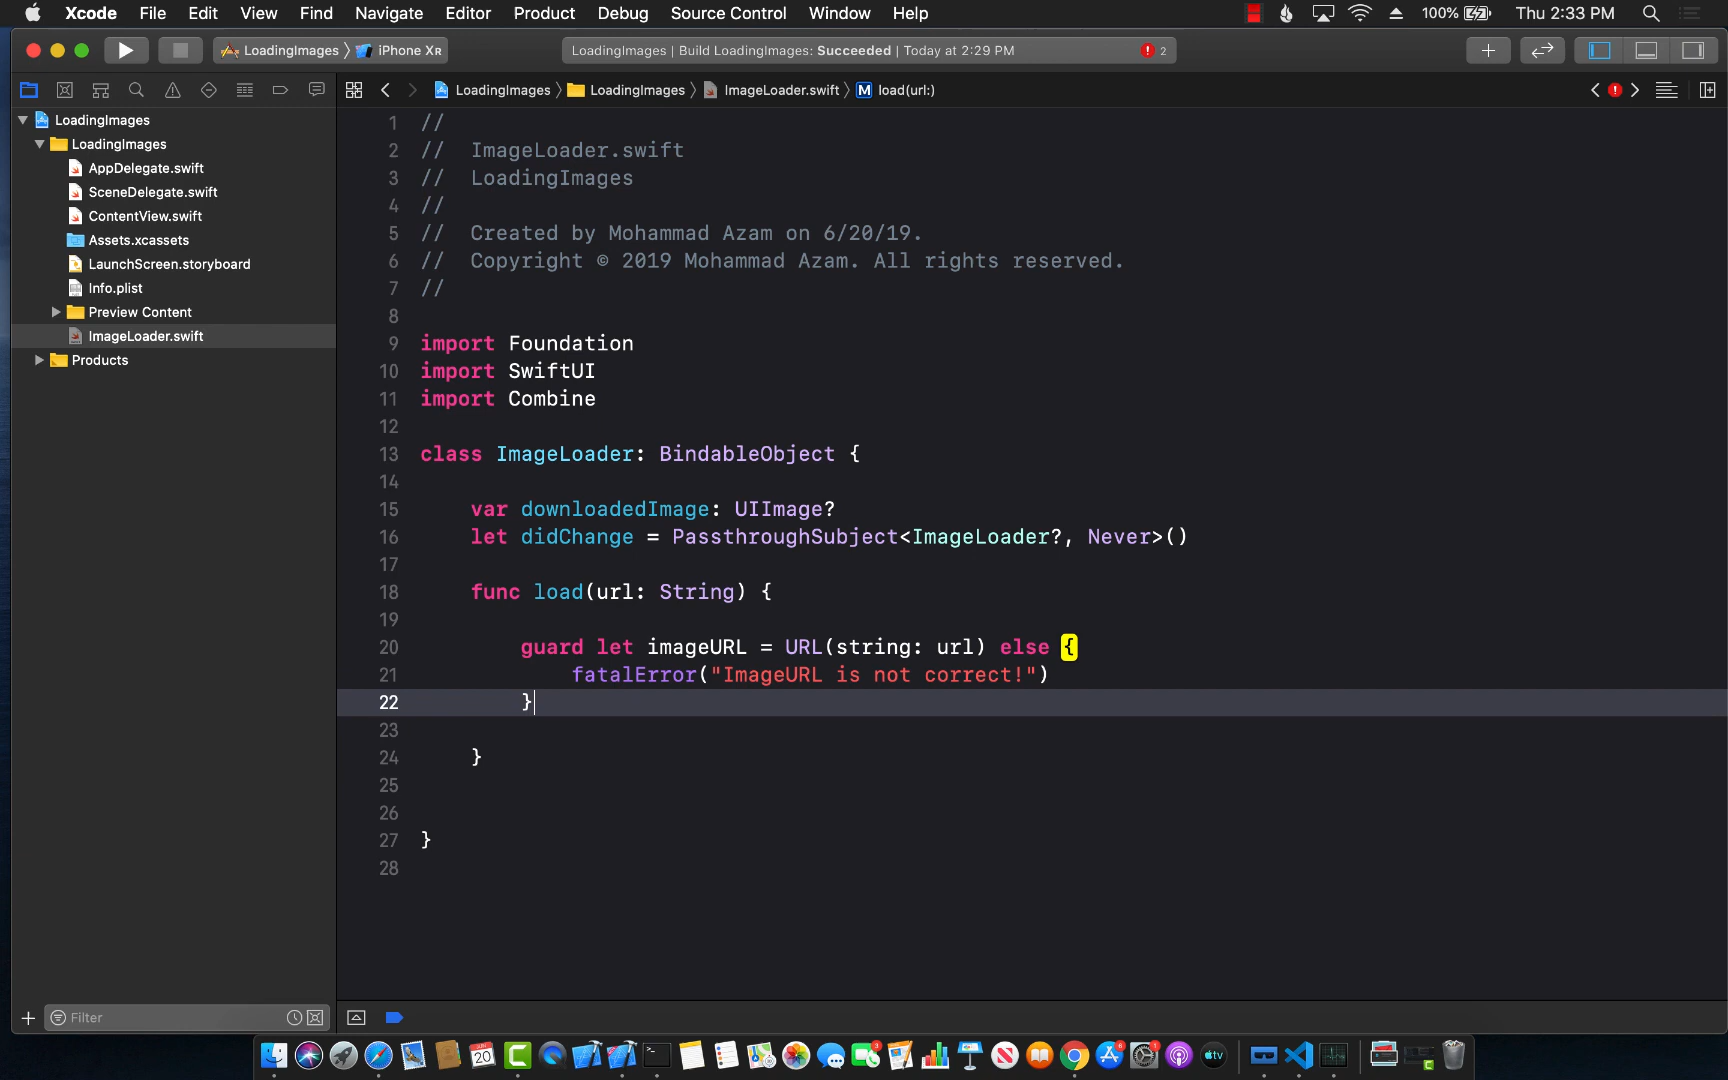 Xcode File Edit View Find Navigate Editor Product Debug Source Control Window Help 100% Thu 2:33 PM
LoadingImages iPhone XR LoadingImages | Build LoadingImages: Succeeded | Today at 2:29 PM 2
LoadingImages LoadingImages ImageLoader.swift M load(url:)
LoadingImages
LoadingImages
AppDelegate.swift
SceneDelegate.swift
ContentView.swift
Assets.xcassets
LaunchScreen.storyboard
Info.plist
Preview Content
ImageLoader.swift
Products
1 //
2 // ImageLoader.swift
3 // LoadingImages
4 //
5 // Created by Mohammad Azam on 6/20/19.
6 // Copyright © 2019 Mohammad Azam. All rights reserved.
7 //
8
9 import Foundation
10 import SwiftUI
11 import Combine
12
13 class ImageLoader: BindableObject {
14
15 var downloadedImage: UIImage?
16 let didChange = PassthroughSubject<ImageLoader?, Never>()
17
18 func load(url: String) {
19
20 guard let imageURL = URL(string: url) else {
21 fatalError("ImageURL is not correct!")
22 }
23
24 }
25
26
27 }
28
Filter
JUN 20 3 6 1 tv